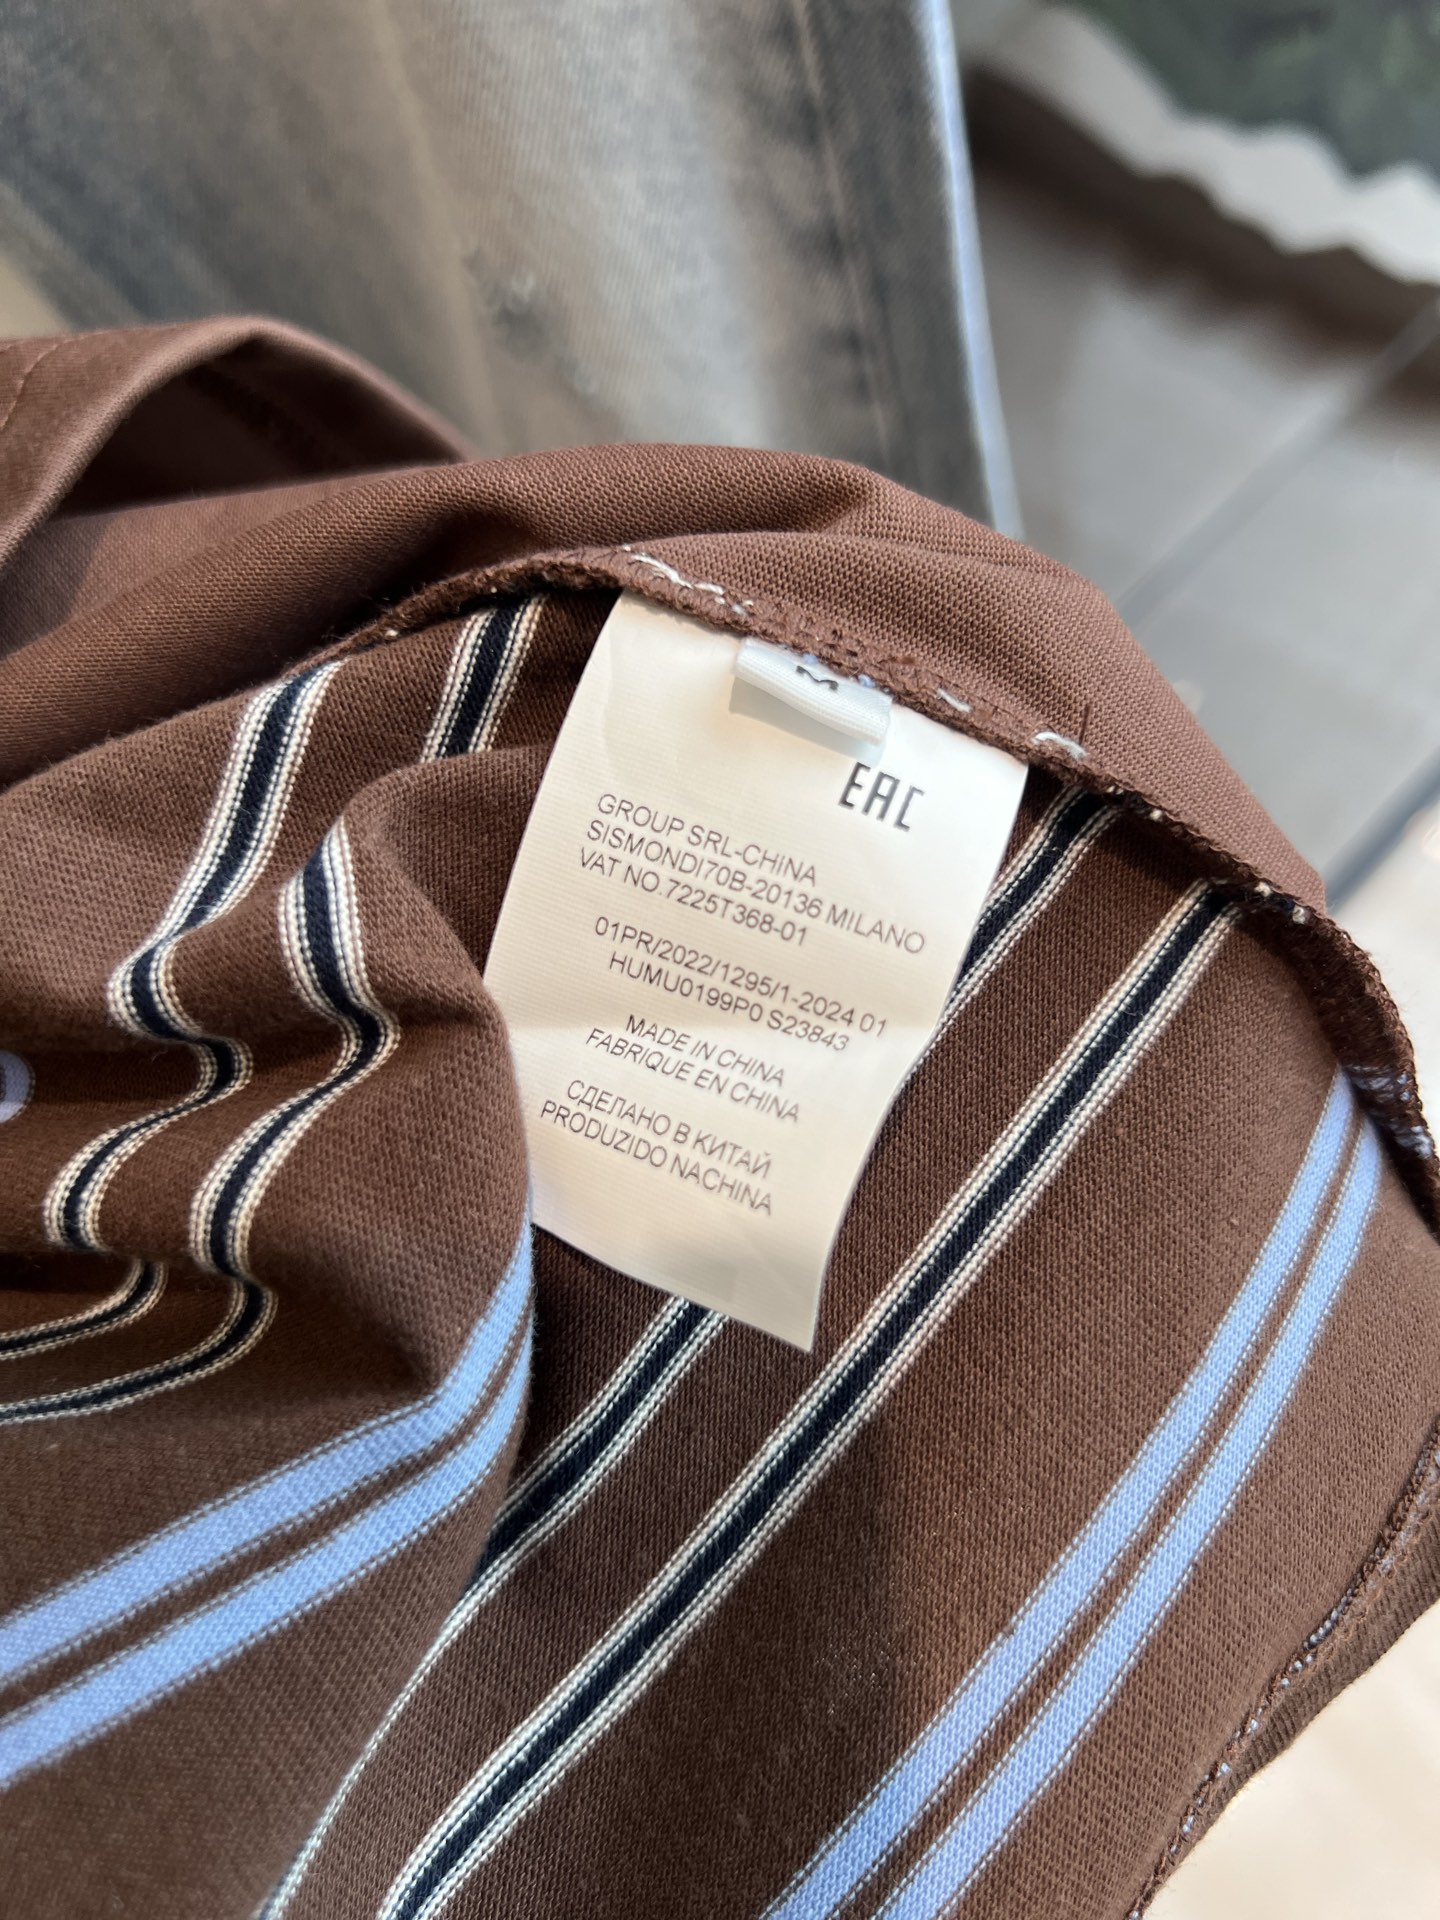 M
EAC
GROUP SRL-CHINA
SISMONDI70B-20136 MILANO
VAT NO.7225T368-01
01PR/2022/1295/1-2024 01
HUMU0199P0 S23843
MADE IN CHINA
FABRIQUE EN CHINA
СДЕЛАНО В КИТАЙ
PRODUZIDO NACHINA